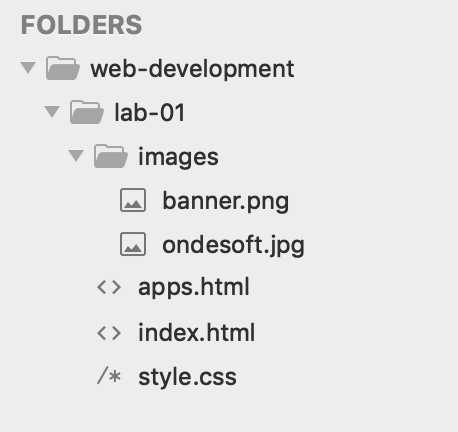 FOLDERS
web-development
lab-01
images
banner.png
ondesoft.jpg
<> apps.html
<> index.html
/* style.css